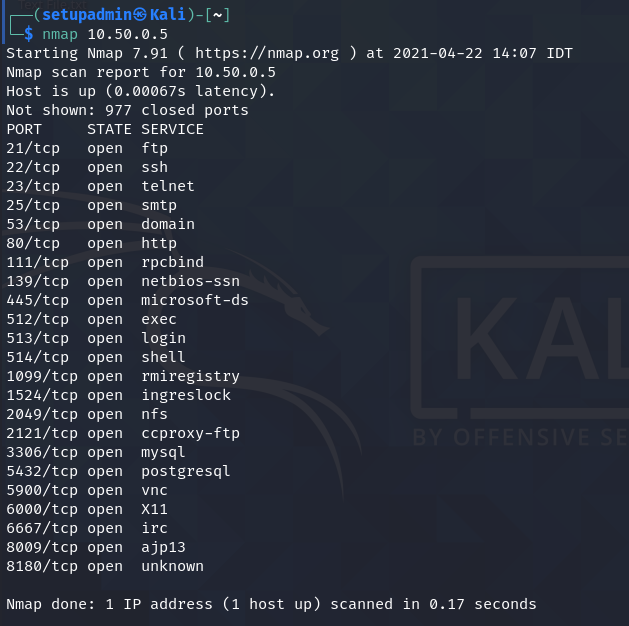 ┌──(setupadmin㉿Kali)-[~]
└─$ nmap 10.50.0.5
Starting Nmap 7.91 ( https://nmap.org ) at 2021-04-22 14:07 IDT
Nmap scan report for 10.50.0.5
Host is up (0.00067s latency).
Not shown: 977 closed ports
PORT     STATE SERVICE
21/tcp   open  ftp
22/tcp   open  ssh
23/tcp   open  telnet
25/tcp   open  smtp
53/tcp   open  domain
80/tcp   open  http
111/tcp  open  rpcbind
139/tcp  open  netbios-ssn
445/tcp  open  microsoft-ds
512/tcp  open  exec
513/tcp  open  login
514/tcp  open  shell
1099/tcp open  rmiregistry
1524/tcp open  ingreslock
2049/tcp open  nfs
2121/tcp open  ccproxy-ftp
3306/tcp open  mysql
5432/tcp open  postgresql
5900/tcp open  vnc
6000/tcp open  X11
6667/tcp open  irc
8009/tcp open  ajp13
8180/tcp open  unknown
Nmap done: 1 IP address (1 host up) scanned in 0.17 seconds
KAL
BY OFFENSIVE SE